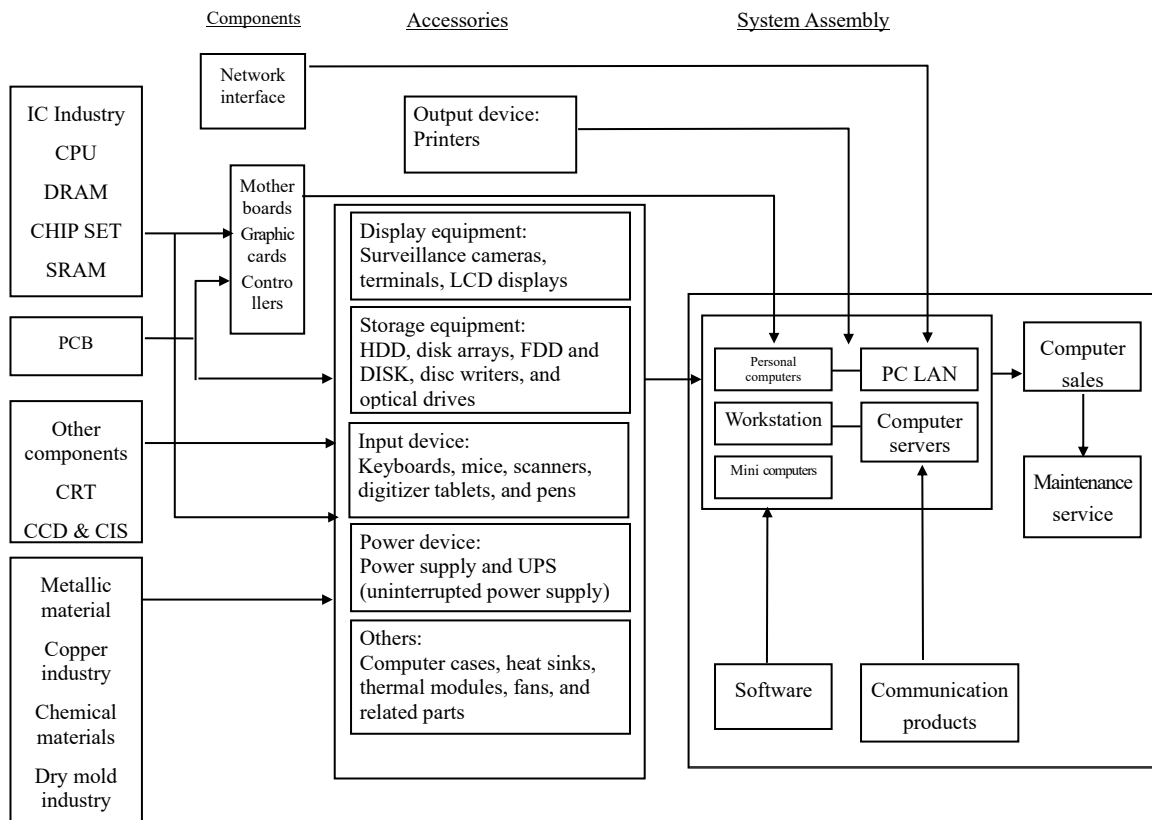 Components
Accessories
System Assembly
Network
interface
IC Industry
CPU
DRAM
CHIP SET
SRAM
Output device:
Printers
Mother
boards
Graphic
cards
Contro
llers
PCB
Other
components
CRT
CCD & CIS
Metallic
material
Copper
industry
Chemical
materials
Dry mold
industry
Display equipment:
Surveillance cameras,
terminals, LCD displays
Storage equipment:
HDD, disk arrays, FDD and
DISK, disc writers, and
optical drives
Input device:
Keyboards, mice, scanners,
digitizer tablets, and pens
Power device:
Power supply and UPS
(uninterrupted power supply)
Others:
Computer cases, heat sinks,
thermal modules, fans, and
related parts
Personal
computers
PC LAN
Workstation
Computer
servers
Mini computers
Computer
sales
Maintenance
service
Software
Communication
products